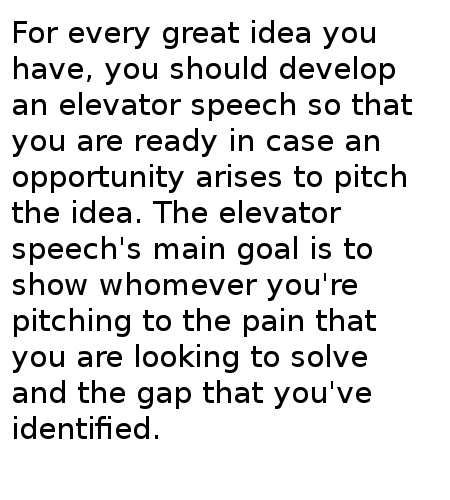 For every great idea you
have, you should develop
an elevator speech so that
you are ready in case an
opportunity arises to pitch
the idea. The elevator
speech's main goal is to
show whomever you're
pitching to the pain that
you are looking to solve
and the gap that you've
identified.